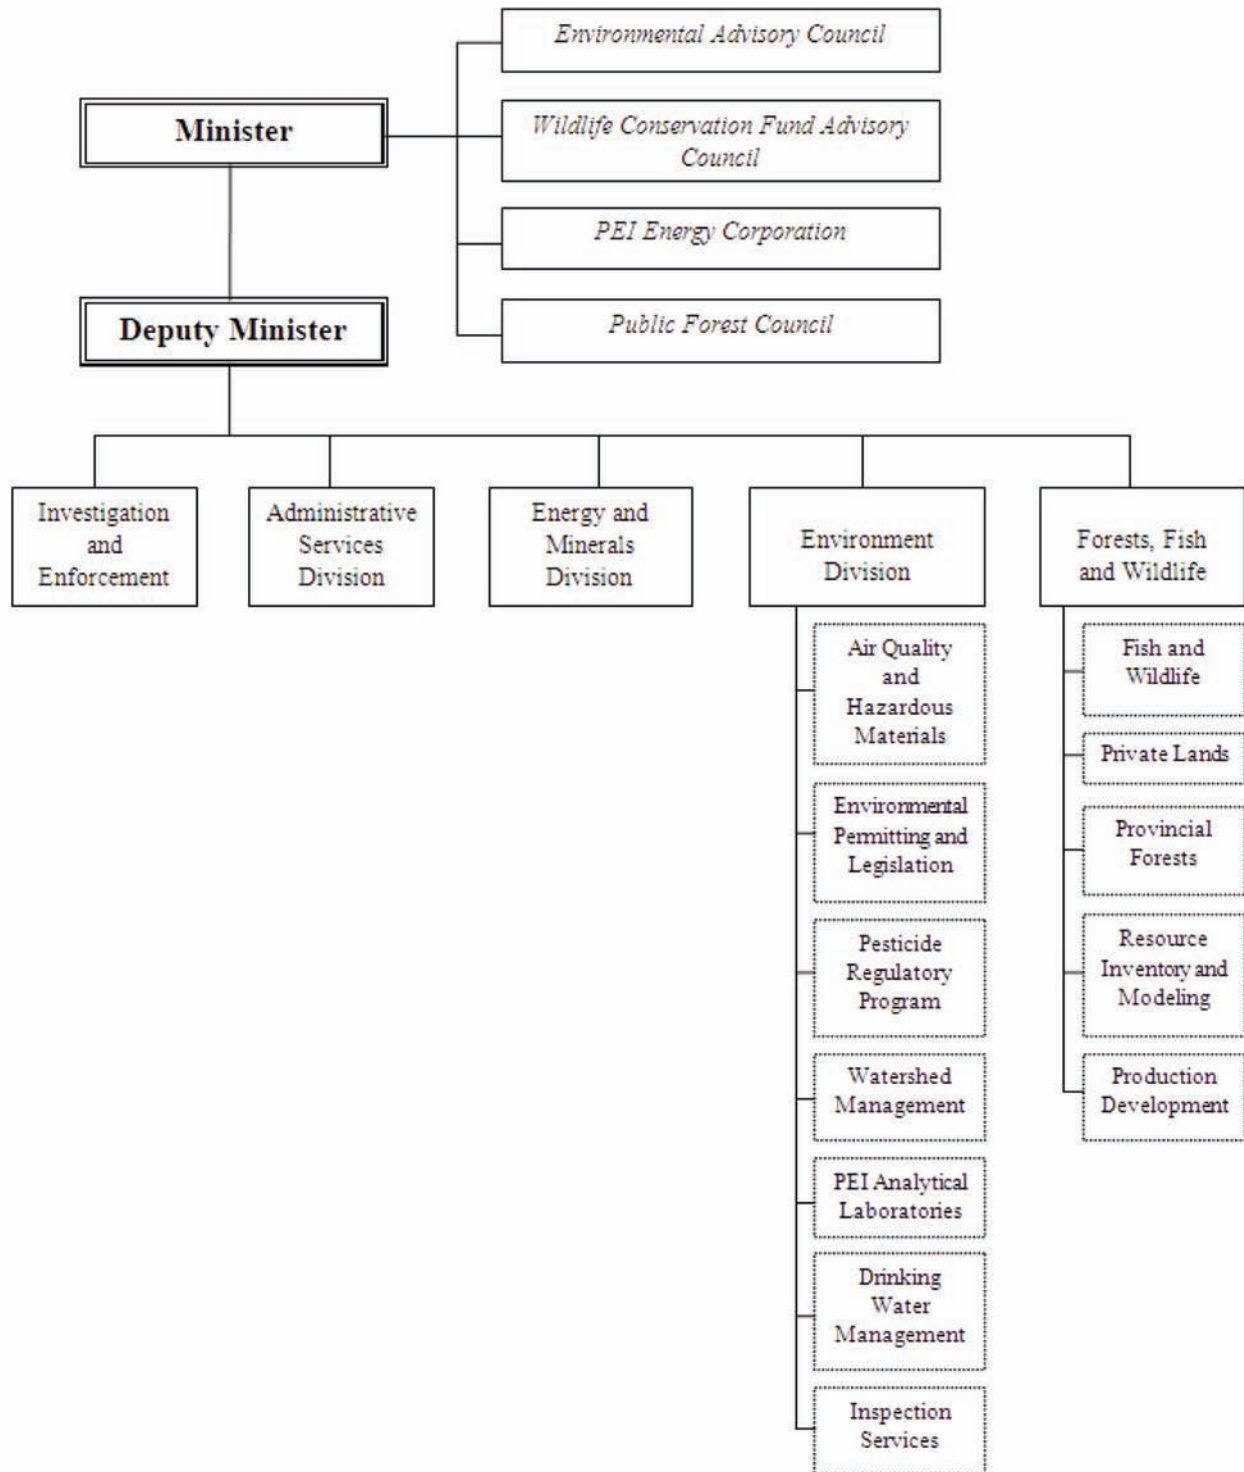 Environmental Advisory Council
Minister
Wildlife Conservation Fund Advisory
Council
PEI Energy Corporation
Deputy Minister
Public Forest Council
Investigation
and
Enforcement
Administrative
Services
Division
Energy and
Minerals
Division
Environment
Division
Forests, Fish
and Wildlife
Air Quality
and
Hazardous
Materials
Environmental
Permitting and
Legislation
Pesticide
Regulatory
Program
Watershed
Management
PEI Analytical
Laboratories
Drinking
Water
Management
Inspection
Services
Fish and
Wildlife
Private Lands
Provincial
Forests
Resource
Inventory and
Modeling
Production
Development